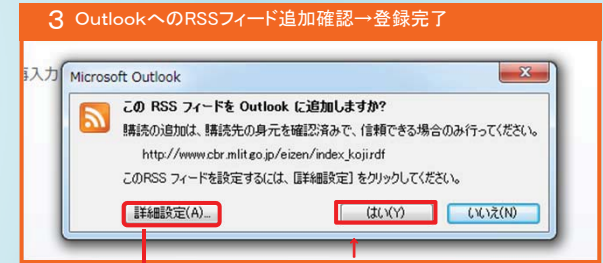 3 OutlookへのRSSフィード追加確認→登録完了
再入力
Microsoft Outlook
この RSS フィードを Outlook に追加しますか?
購読の追加は、購読先の身元を確認済みで、信頼できる場合のみ行ってください。
http://www.cbr.mlit.go.jp/eizen/index_koji.rdf
このRSS フィードを設定するには、[詳細設定] をクリックしてください。
詳細設定(A)...
はい(Y)
いいえ(N)